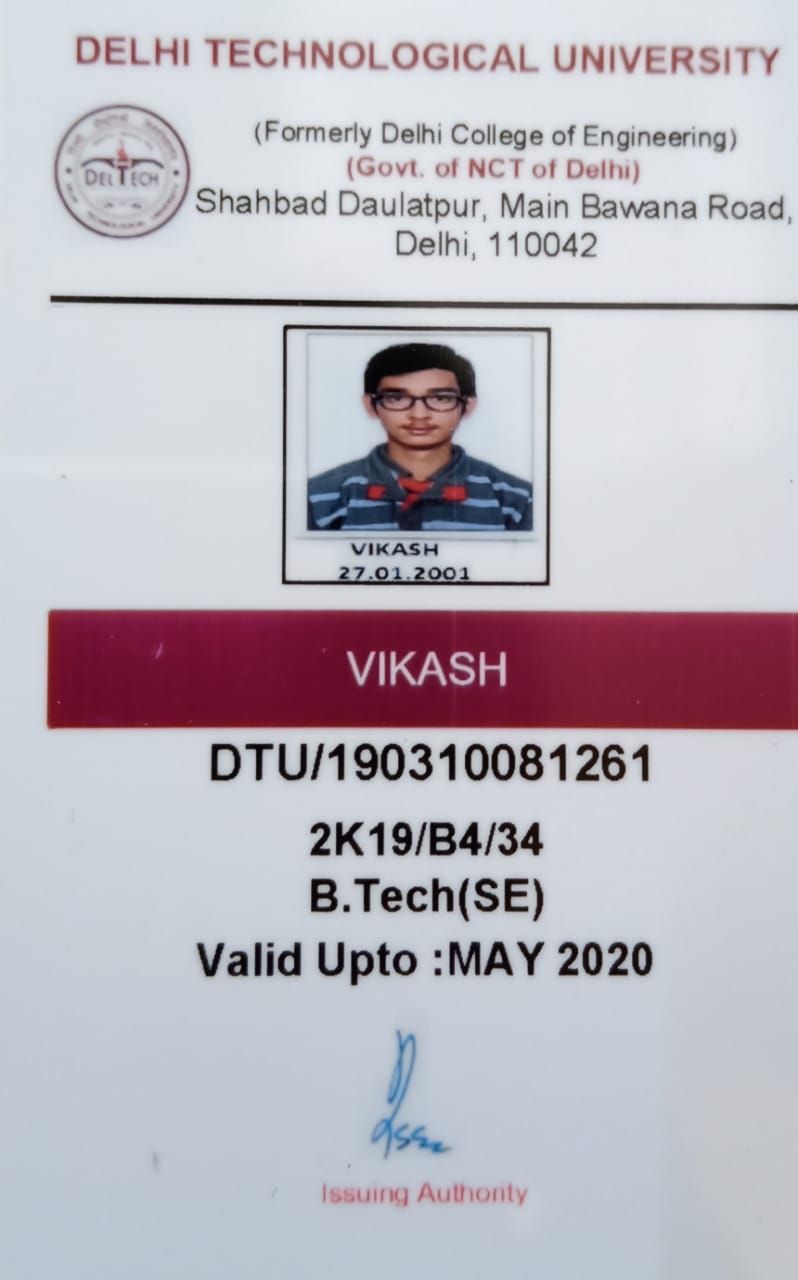 DELHI TECHNOLOGICAL UNIVERSITY
DELTECH
(Formerly Delhi College of Engineering)
(Govt. of NCT of Delhi)
Shahbad Daulatpur, Main Bawana Road,
Delhi, 110042
VIKASH
27.01.2001
VIKASH
DTU/190310081261
2K19/B4/34
B.Tech(SE)
Valid Upto :MAY 2020
Issuing Authority